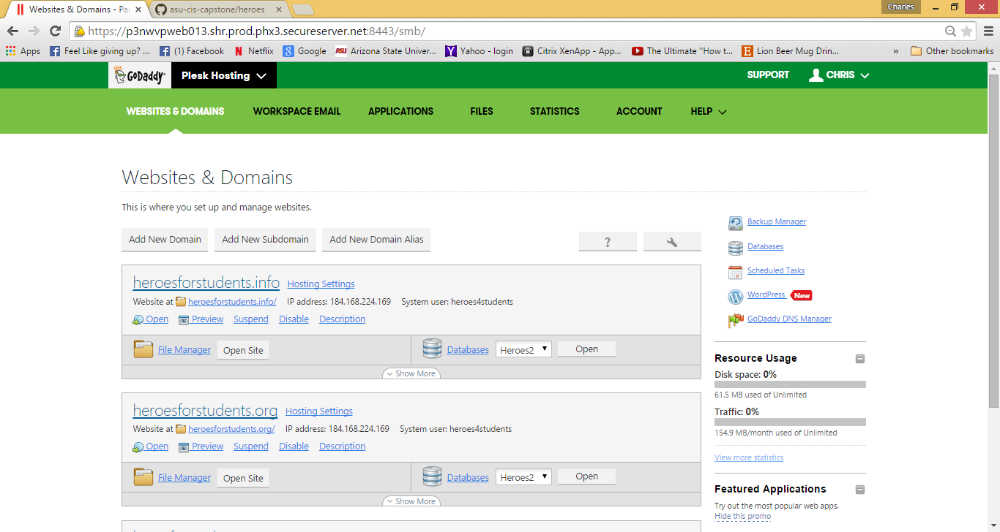 Websites & Domains - Pa
asu-cis-capstone/heroes
Charles
https://p3nwvpweb013.shr.prod.phx3.secureserver.net:8443/smb/
Apps
Feel Like giving up? ...
(1) Facebook
Netflix
Google
ASU Arizona State Univer...
Yahoo - login
Citrix XenApp - App...
The Ultimate "How t...
Lion Beer Mug Drin...
»
Other bookmarks
GoDaddy
Plesk Hosting
SUPPORT
CHRIS
WEBSITES & DOMAINS
WORKSPACE EMAIL
APPLICATIONS
FILES
STATISTICS
ACCOUNT
HELP
Websites & Domains
This is where you set up and manage websites.
Add New Domain
Add New Subdomain
Add New Domain Alias
?
heroesforstudents.info Hosting Settings
Website at heroesforstudents.info/ IP address: 184.168.224.169 System user: heroes4students
Open Preview Suspend Disable Description
File Manager Open Site Databases Heroes2 Open
Show More
heroesforstudents.org Hosting Settings
Website at heroesforstudents.org/ IP address: 184.168.224.169 System user: heroes4students
Open Preview Suspend Disable Description
File Manager Open Site Databases Heroes2 Open
Show More
Backup Manager
Databases
Scheduled Tasks
WordPress New
GoDaddy DNS Manager
Resource Usage
Disk space: 0%
61.5 MB used of Unlimited
Traffic: 0%
154.9 MB/month used of Unlimited
View more statistics
Featured Applications
Try out the most popular web apps.
Hide this promo